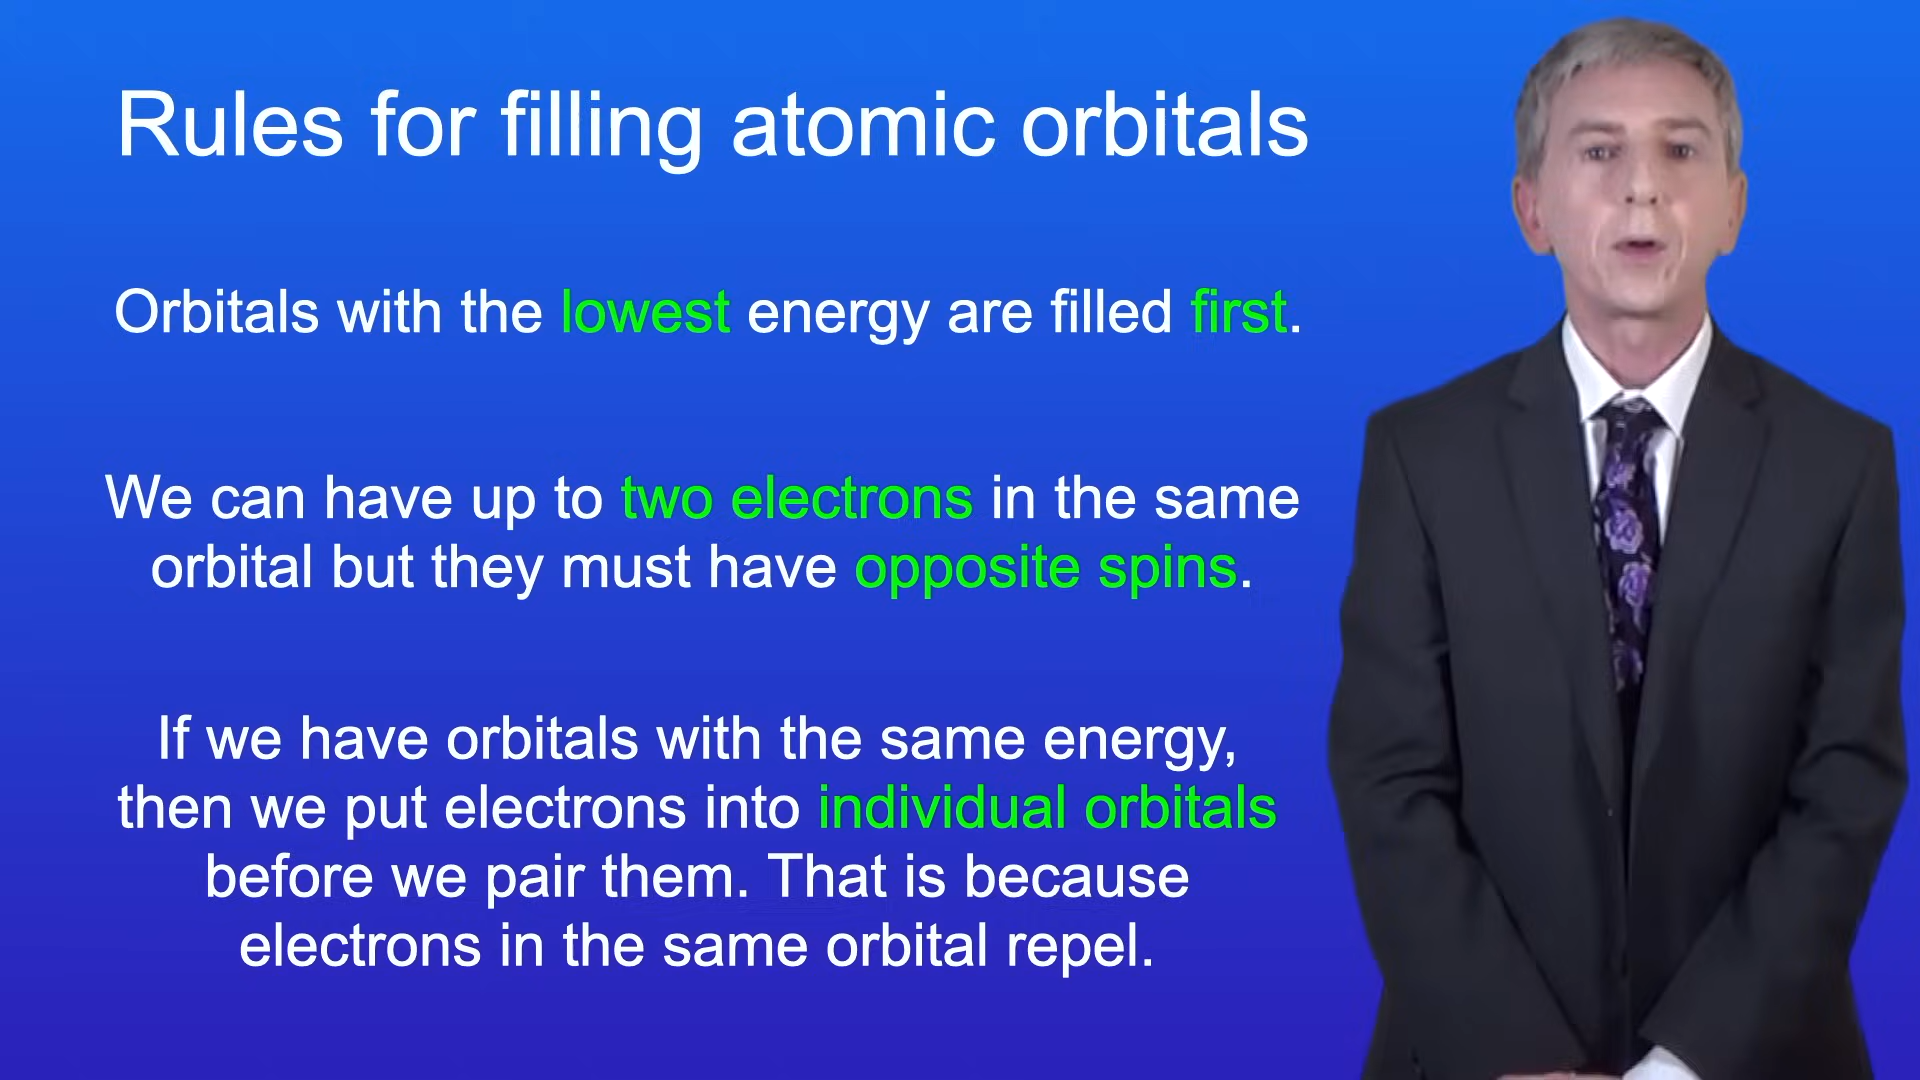 Rules for filling atomic orbitals
Orbitals with the lowest energy are filled first.
We can have up to two electrons in the same
orbital but they must have opposite spins.
If we have orbitals with the same energy,
then we put electrons into individual orbitals
before we pair them. That is because
electrons in the same orbital repel.